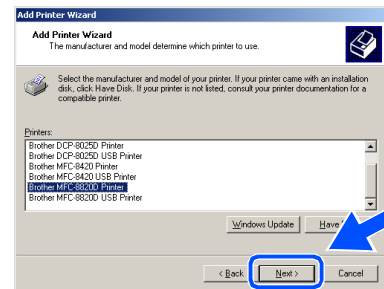 Add Printer Wizard
Add Printer Wizard
The manufacturer and model determine which printer to use.
Select the manufacturer and model of your printer. If your printer came with an installation
disk, click Have Disk. If your printer is not listed, consult your printer documentation for a
compatible printer.
Printers:
Brother DCP-8025D Printer
Brother DCP-8025D USB Printer
Brother MFC-8420 Printer
Brother MFC-8420 USB Printer
Brother MFC-8820D Printer
Brother MFC-8820D USB Printer
Windows Update Have
< Back Next > Cancel